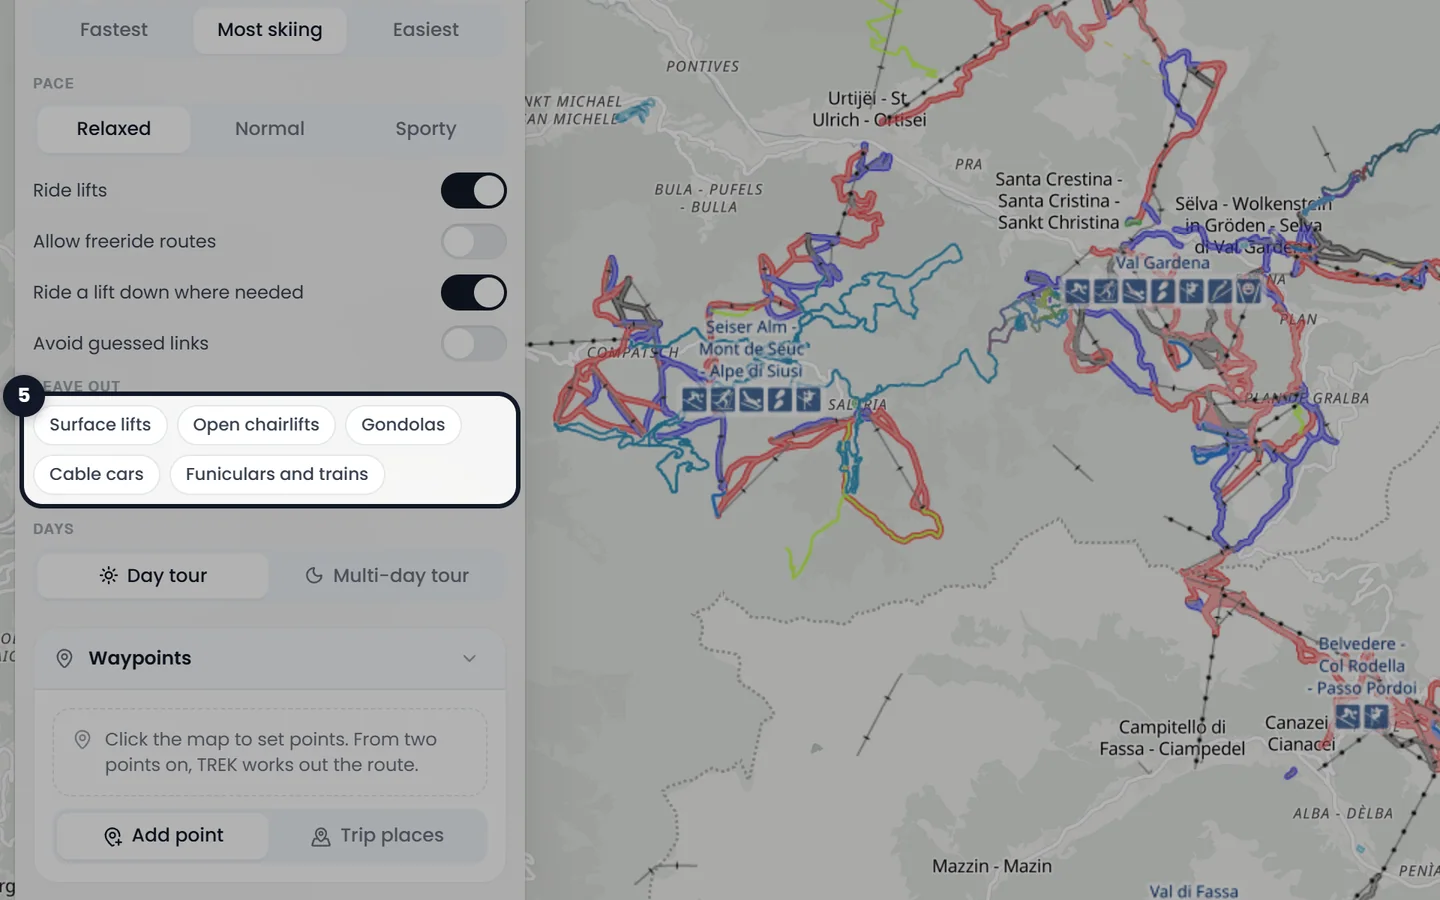 Fastest
Most skiing
Easiest
PACE
Relaxed
Normal
Sporty
Ride lifts
Allow freeride routes
Ride a lift down where needed
Avoid guessed links
LEAVE OUT
5
Surface lifts
Open chairlifts
Gondolas
Cable cars
Funiculars and trains
DAYS
Day tour
Multi-day tour
Waypoints
Click the map to set points. From two
points on, TREK works out the route.
Add point
Trip places
PONTIVES
NKT MICHAEL
AN MICHELE
Urtijëi - St.
Ulrich - Ortisei
PRA
BULA - PUFELS
- BULLA
Santa Crestina -
Santa Cristina -
Sankt Christina
Sëlva - Wolkenstein
in Gröden - Selva
di Val Gardena
Val Gardena
NA
PLAN
Seiser Alm -
Mont de Sëuc
- Alpe di Siusi
COMPATSCH
SALTRIA
PLAN DE GRALBA
Belvedere -
Col Rodella
- Passo Pordoi
Campitello di
Fassa - Ciampedel
Canazei
Cianacei
ALBA - DÈLBA
Mazzin - Mazin
Val di Fassa
PENÌA
rg